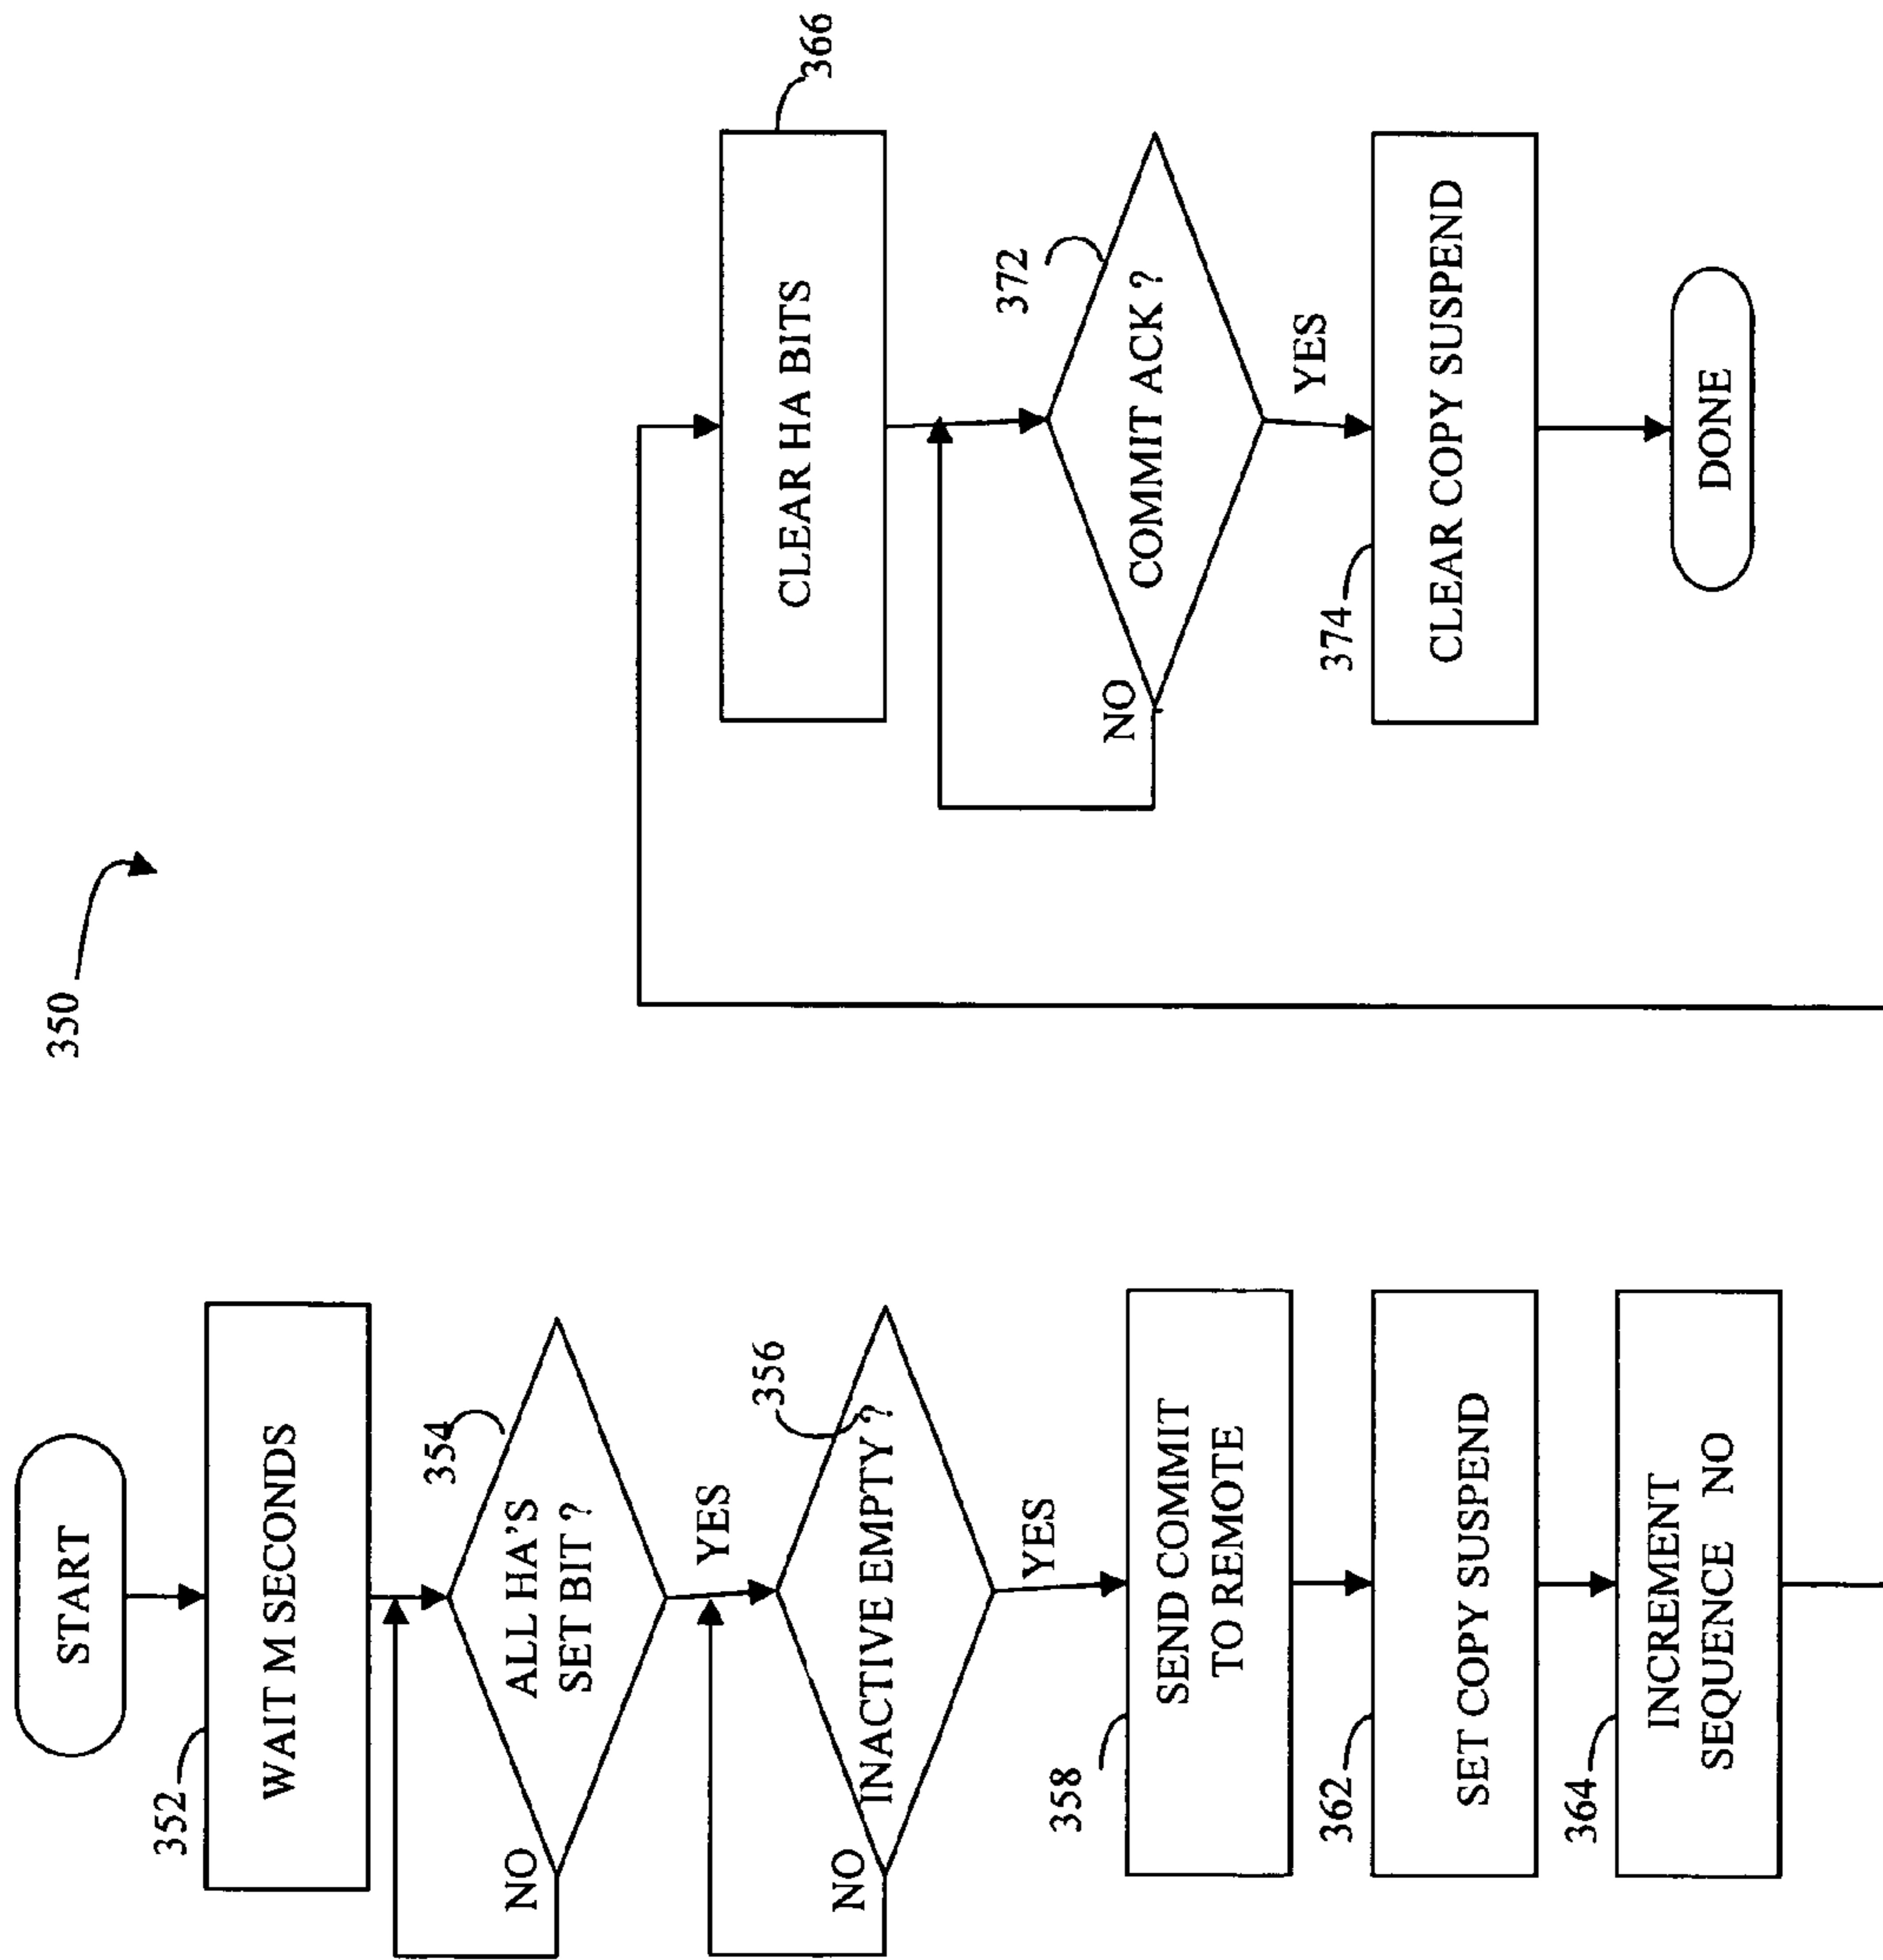 350
START
352
WAIT M SECONDS
354
ALL HA'S
SET BIT ?
NO
YES
356
INACTIVE EMPTY ?
NO
YES
358
SEND COMMIT
TO REMOTE
362
SET COPY SUSPEND
364
INCREMENT
SEQUENCE NO
366
CLEAR HA BITS
372
COMMIT ACK ?
NO
YES
374
CLEAR COPY SUSPEND
DONE